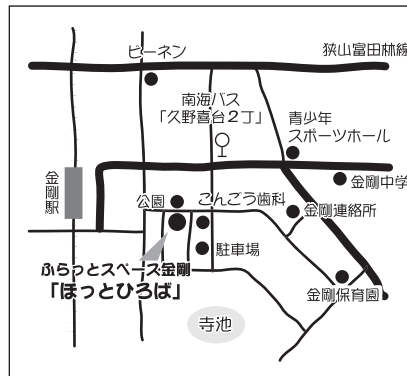 ピーネン
狭山富田林線
南海バス
「久野喜台２丁」
青少年
スポーツホール
金剛駅
金剛中学
公園
こんごう歯科
金剛連絡所
駐車場
ふらっとスペース金剛
「ほっとひろば」
金剛保育園
寺池